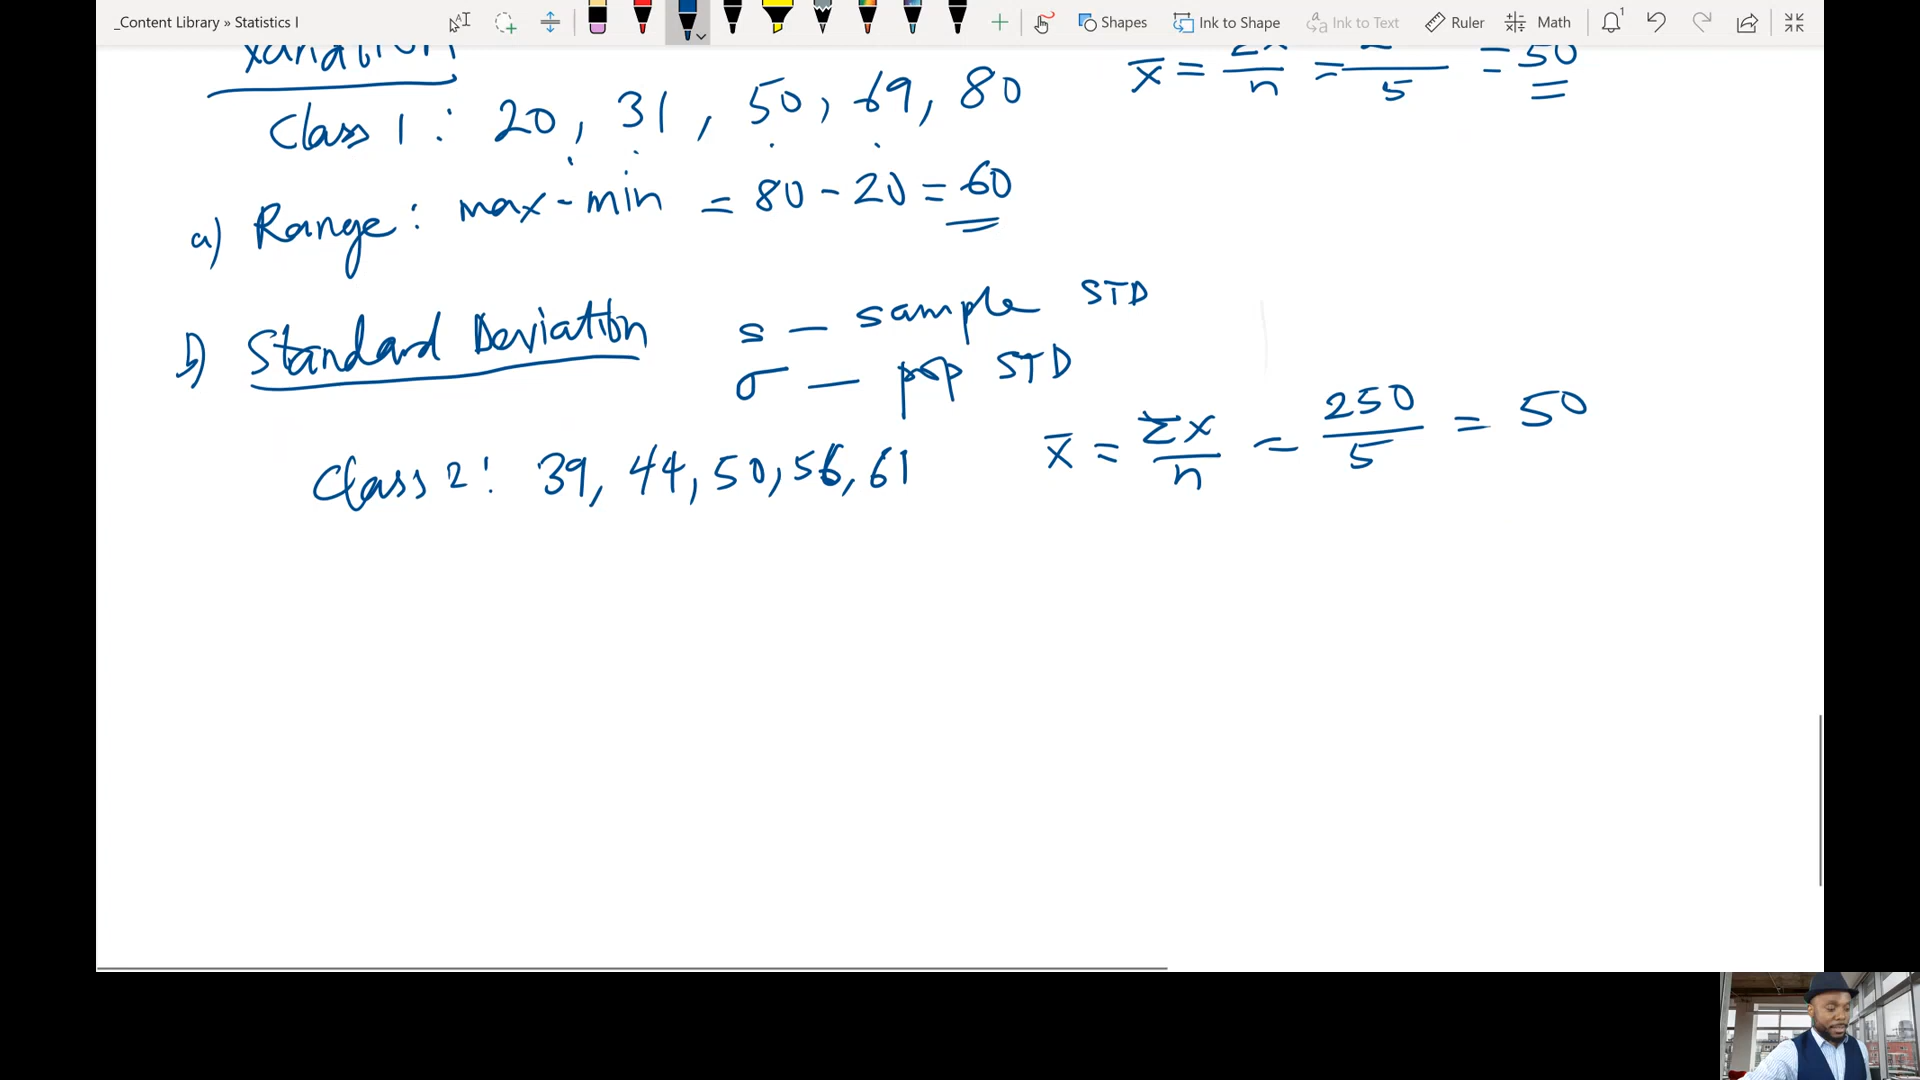 _Content Library » Statistics I
Shapes Ink to Shape Ink to Text Ruler Math 1
x̄ = Σx/n = /5 = 50
Class 1 : 20, 31, 50, 69, 80
a) Range : max - min = 80 - 20 = 60
b) Standard Deviation
s — sample STD
σ — pop STD
Class 2 : 39, 44, 50, 56, 61
x̄ = Σx/n = 250/5 = 50